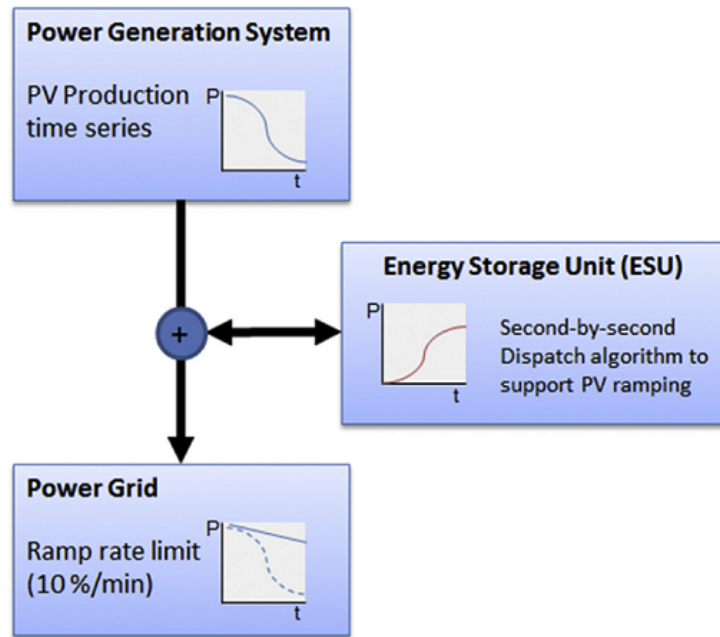 Power Generation System
PV Production
time series
P
t
+
Energy Storage Unit (ESU)
P
t
Second-by-second
Dispatch algorithm to
support PV ramping
Power Grid
Ramp rate limit
(10 %/min)
P
t